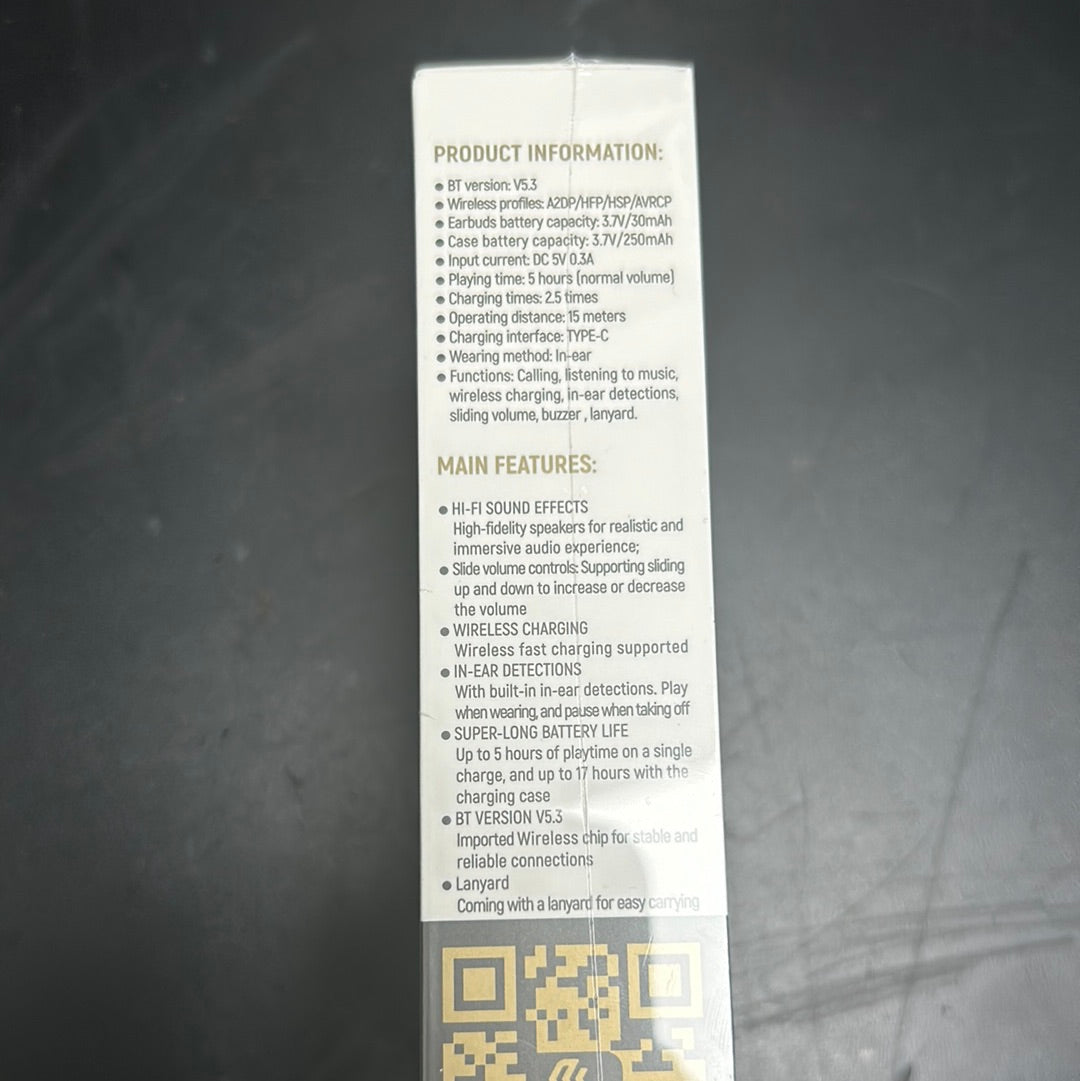 PRODUCT INFORMATION:
● BT version: V5.3
● Wireless profiles: A2DP/HFP/HSP/AVRCP
● Earbuds battery capacity: 3.7V/30mAh
● Case battery capacity: 3.7V/250mAh
● Input current: DC 5V 0.3A
● Playing time: 5 hours (normal volume)
● Charging times: 2.5 times
● Operating distance: 15 meters
● Charging interface: TYPE-C
● Wearing method: In-ear
● Functions: Calling, listening to music,
wireless charging, in-ear detections,
sliding volume, buzzer , lanyard.
MAIN FEATURES:
● HI-FI SOUND EFFECTS
High-fidelity speakers for realistic and
immersive audio experience;
● Slide volume controls: Supporting sliding
up and down to increase or decrease
the volume
● WIRELESS CHARGING
Wireless fast charging supported
● IN-EAR DETECTIONS
With built-in in-ear detections. Play
when wearing, and pause when taking off
● SUPER-LONG BATTERY LIFE
Up to 5 hours of playtime on a single
charge, and up to 17 hours with the
charging case
● BT VERSION V5.3
Imported Wireless chip for stable and
reliable connections
● Lanyard
Coming with a lanyard for easy carrying